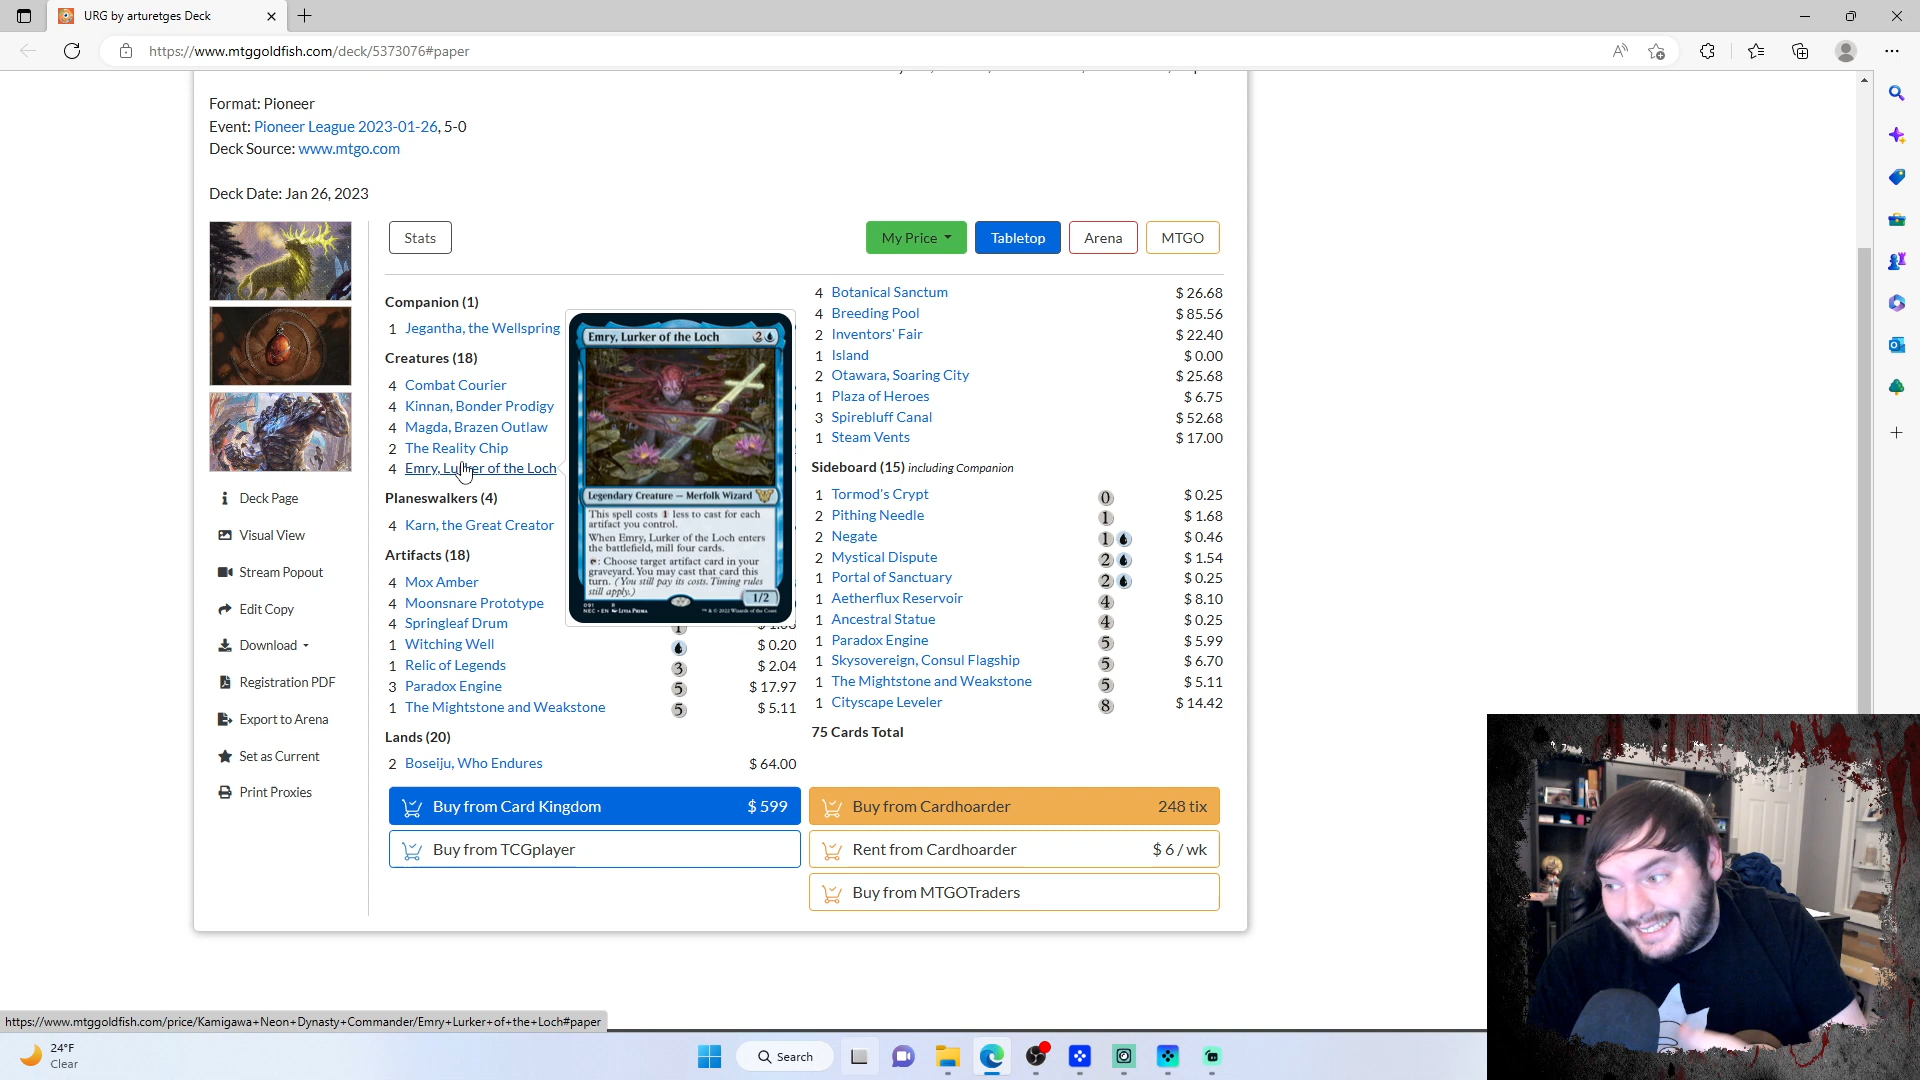 URG by arturetges Deck
https://www.mtggoldfish.com/deck/5373076#paper
Format: Pioneer
Event: Pioneer League 2023-01-26, 5-0
Deck Source: www.mtgo.com
Deck Date: Jan 26, 2023
Stats
My Price
Tabletop
Arena
MTGO
Companion (1)
1 Jegantha, the Wellspring
Creatures (18)
4 Combat Courier
4 Kinnan, Bonder Prodigy
4 Magda, Brazen Outlaw
2 The Reality Chip
4 Emry, Lurker of the Loch
Planeswalkers (4)
4 Karn, the Great Creator
Artifacts (18)
4 Mox Amber
4 Moonsnare Prototype
4 Springleaf Drum 1
1 Witching Well $ 0.20
1 Relic of Legends 3 $ 2.04
3 Paradox Engine 5 $ 17.97
1 The Mightstone and Weakstone 5 $ 5.11
Lands (20)
2 Boseiju, Who Endures $ 64.00
Emry, Lurker of the Loch 2
Legendary Creature — Merfolk Wizard
This spell costs 1 less to cast for each
artifact you control.
When Emry, Lurker of the Loch enters
the battlefield, mill four cards.
: Choose target artifact card in your
graveyard. You may cast that card this
turn. (You still pay its costs. Timing rules
still apply.)
1/2
4 Botanical Sanctum $ 26.68
4 Breeding Pool $ 85.56
2 Inventors' Fair $ 22.40
1 Island $ 0.00
2 Otawara, Soaring City $ 25.68
1 Plaza of Heroes $ 6.75
3 Spirebluff Canal $ 52.68
1 Steam Vents $ 17.00
Sideboard (15) including Companion
1 Tormod's Crypt 0 $ 0.25
2 Pithing Needle 1 $ 1.68
2 Negate 1 $ 0.46
2 Mystical Dispute 2 $ 1.54
1 Portal of Sanctuary 2 $ 0.25
1 Aetherflux Reservoir 4 $ 8.10
1 Ancestral Statue 4 $ 0.25
1 Paradox Engine 5 $ 5.99
1 Skysovereign, Consul Flagship 5 $ 6.70
1 The Mightstone and Weakstone 5 $ 5.11
1 Cityscape Leveler 8 $ 14.42
75 Cards Total
Deck Page
Visual View
Stream Popout
Edit Copy
Download
Registration PDF
Export to Arena
Set as Current
Print Proxies
Buy from Card Kingdom $ 599
Buy from TCGplayer
Buy from Cardhoarder 248 tix
Rent from Cardhoarder $ 6 / wk
Buy from MTGOTraders
https://www.mtggoldfish.com/price/Kamigawa+Neon+Dynasty+Commander/Emry+Lurker+of+the+Loch#paper
24°F
Clear
Search